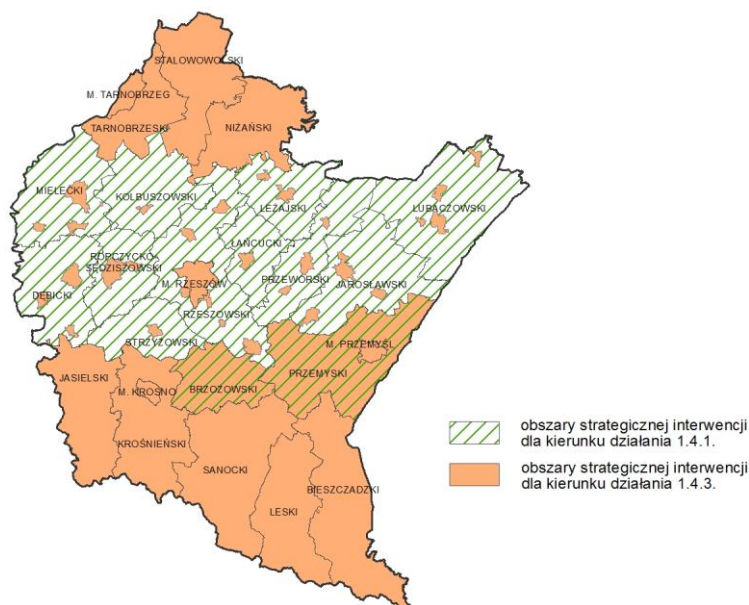 STALOWOWOLSKI
M. TARNOBRZEG
TARNOBRZESKI
NIŻAŃSKI
MIELECKI
KOLBUSZOWSKI
LEŻAJSKI
LUBACZOWSKI
ŁAŃCUCKI
ROPCZYCKO-
SĘDZISZOWSKI
M. RZESZÓW
PRZEWORSKI
JAROSŁAWSKI
DĘBICKI
RZESZOWSKI
STRZYŻOWSKI
M. PRZEMYŚL
JASIELSKI
M. KROSNO
BRZOZOWSKI
PRZEMYSKI
KROŚNIEŃSKI
SANOCKI
BIESZCZADZKI
LESKI
obszary strategicznej interwencji
dla kierunku działania 1.4.1.
obszary strategicznej interwencji
dla kierunku działania 1.4.3.